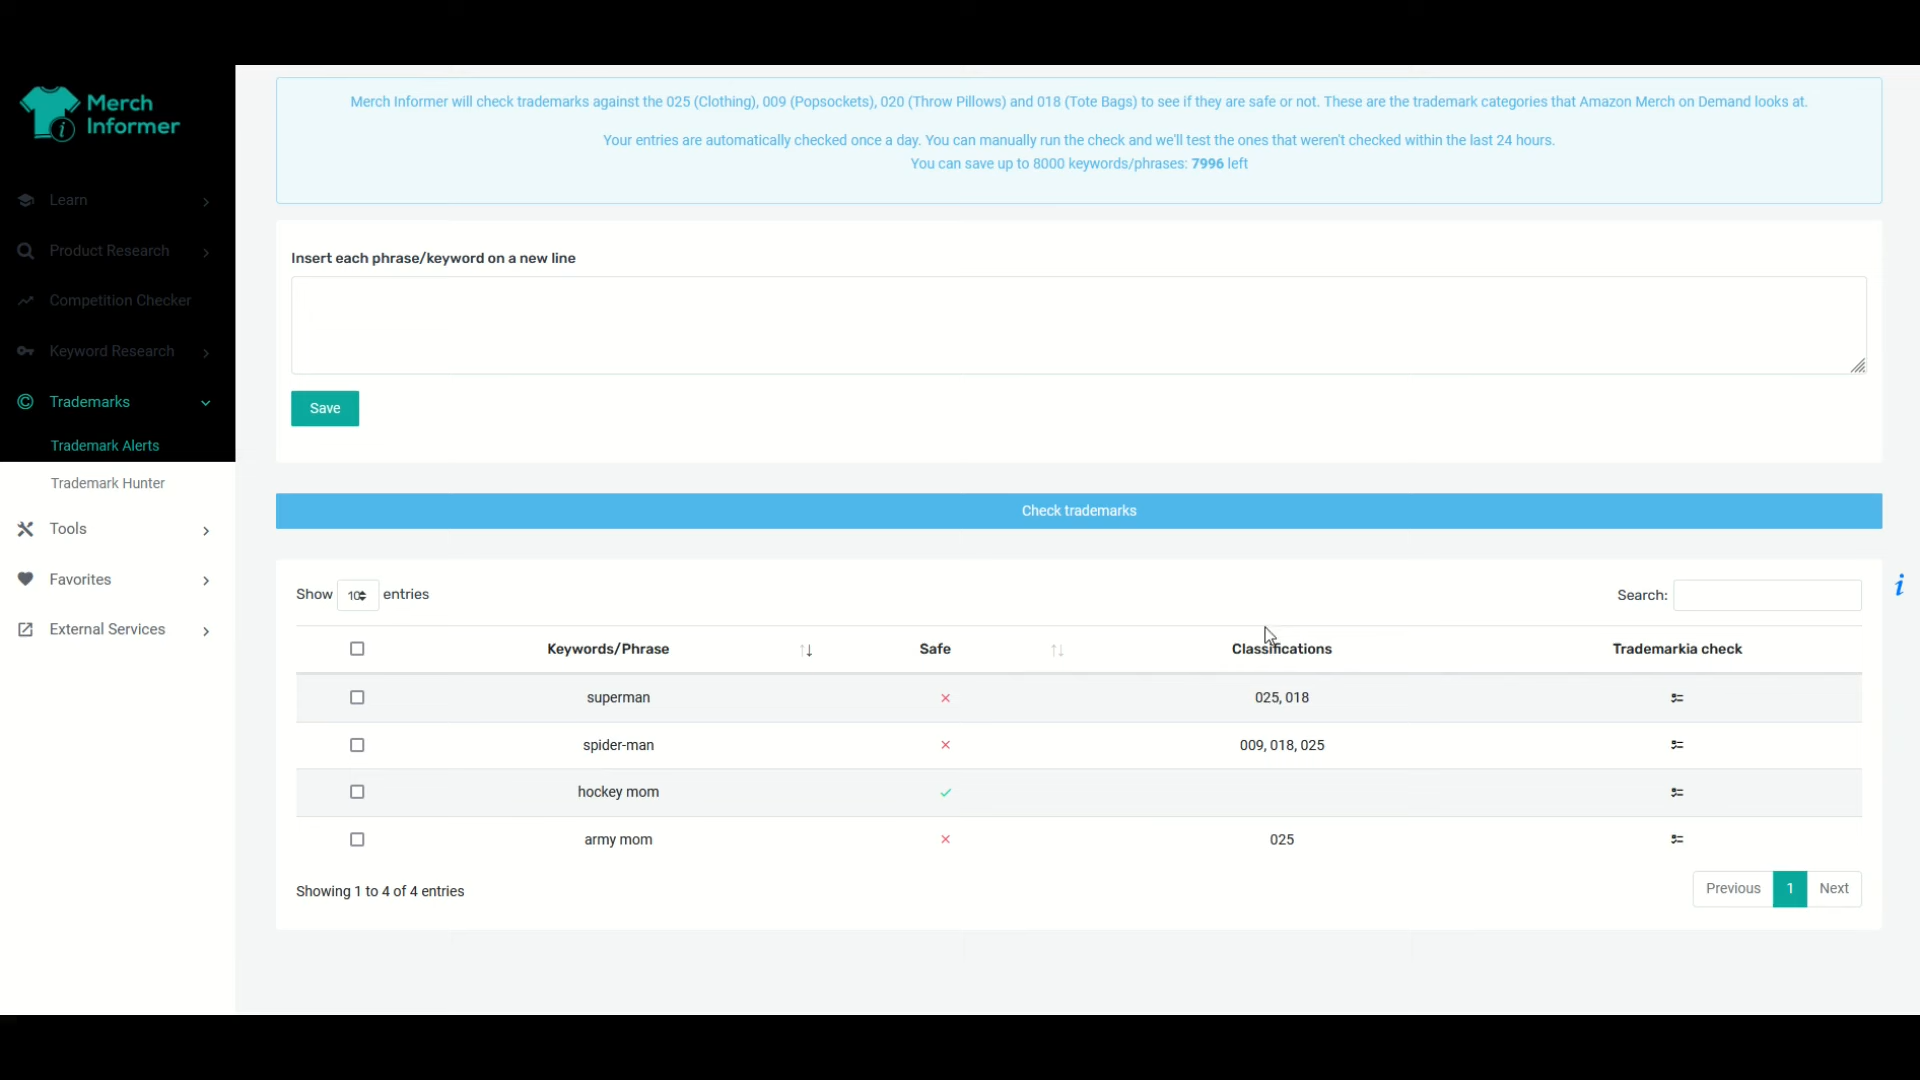 Merch
Informer
Learn
Product Research
Competition Checker
Keyword Research
Trademarks
Trademark Alerts
Trademark Hunter
Tools
Favorites
External Services
Merch Informer will check trademarks against the 025 (Clothing), 009 (Popsockets), 020 (Throw Pillows) and 018 (Tote Bags) to see if they are safe or not. These are the trademark categories that Amazon Merch on Demand looks at.
Your entries are automatically checked once a day. You can manually run the check and we'll test the ones that weren't checked within the last 24 hours.
You can save up to 8000 keywords/phrases: 7996 left
Insert each phrase/keyword on a new line
Save
Check trademarks
Show 10 entries
Search:
Keywords/Phrase Safe Classifications Trademarkia check
superman 025, 018
spider-man 009, 018, 025
hockey mom
army mom 025
Showing 1 to 4 of 4 entries
Previous 1 Next